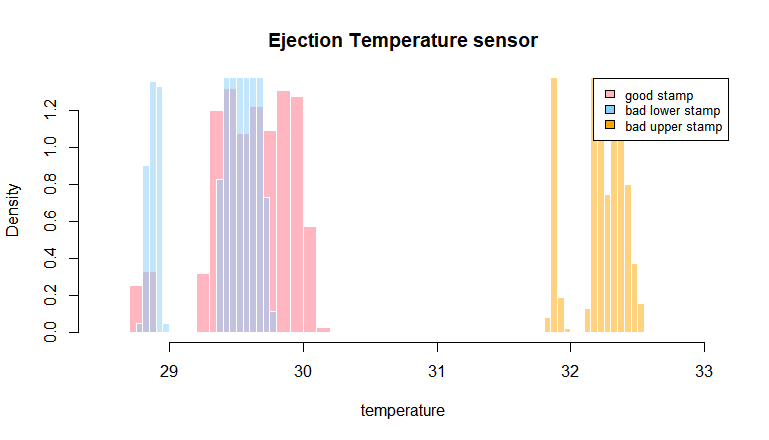 Ejection Temperature sensor
good stamp
bad lower stamp
bad upper stamp
Density
0.0 0.2 0.4 0.6 0.8 1.0 1.2
29 30 31 32 33
temperature